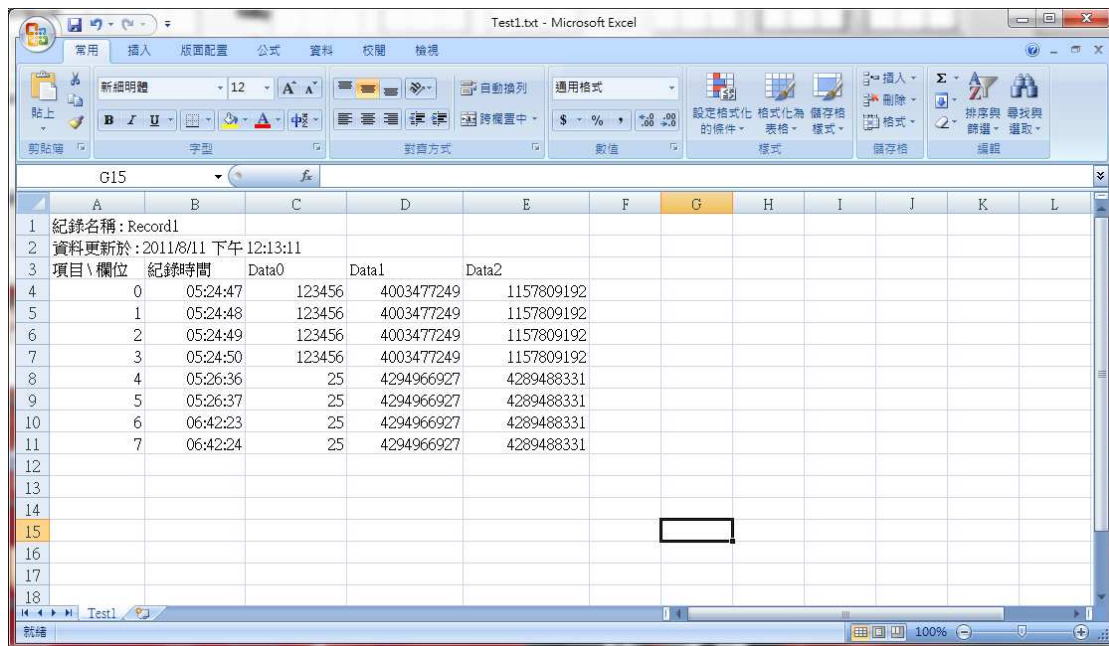 Test1.txt - Microsoft Excel
常用 插入 版面配置 公式 資料 校閱 檢視
貼上
新細明體 12
B I U A 中
自動換列
跨欄置中
通用格式
$ % ,
設定格式化的條件
格式化為表格
儲存格樣式
插入
刪除
格式
Σ
排序與篩選
尋找與選取
剪貼簿 字型 對齊方式 數值 樣式 儲存格 編輯
G15 fx
A B C D E F G H I J K L
1 紀錄名稱 : Record1
2 資料更新於 : 2011/8/11 下午 12:13:11
3 項目 \ 欄位 紀錄時間 Data0 Data1 Data2
4 0 05:24:47 123456 4003477249 1157809192
5 1 05:24:48 123456 4003477249 1157809192
6 2 05:24:49 123456 4003477249 1157809192
7 3 05:24:50 123456 4003477249 1157809192
8 4 05:26:36 25 4294966927 4289488331
9 5 05:26:37 25 4294966927 4289488331
10 6 06:42:23 25 4294966927 4289488331
11 7 06:42:24 25 4294966927 4289488331
12
13
14
15
16
17
18
Test1
就緒 100%